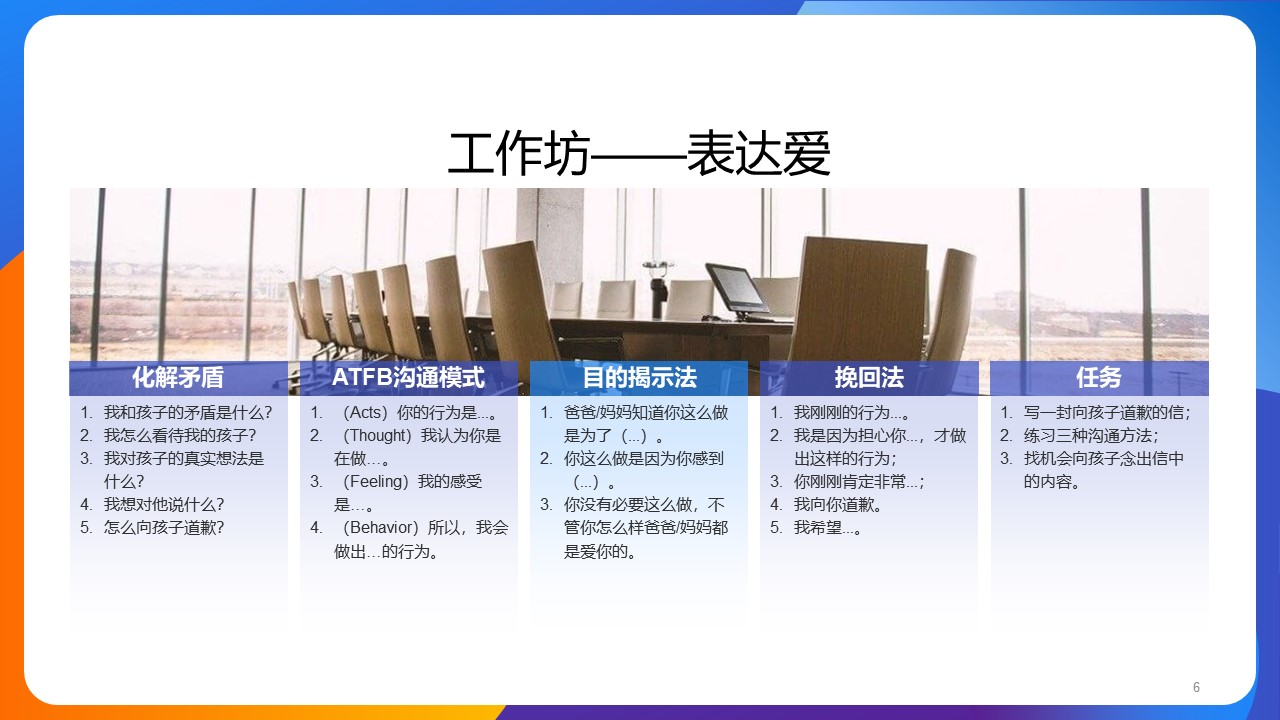 工作坊——表达爱
化解矛盾
1. 我和孩子的矛盾是什么？
2. 我怎么看待我的孩子？
3. 我对孩子的真实想法是
什么？
4. 我想对他说什么？
5. 怎么向孩子道歉？
ATFB沟通模式
1. （Acts）你的行为是...。
2. （Thought）我认为你是
在做…。
3. （Feeling）我的感受
是…。
4. （Behavior）所以，我会
做出…的行为。
目的揭示法
1. 爸爸/妈妈知道你这么做
是为了（...）。
2. 你这么做是因为你感到
（...）。
3. 你没有必要这么做，不
管你怎么样爸爸/妈妈都
是爱你的。
挽回法
1. 我刚刚的行为...。
2. 我是因为担心你...，才做
出这样的行为；
3. 你刚刚肯定非常...；
4. 我向你道歉。
5. 我希望...。
任务
1. 写一封向孩子道歉的信；
2. 练习三种沟通方法；
3. 找机会向孩子念出信中
的内容。
6